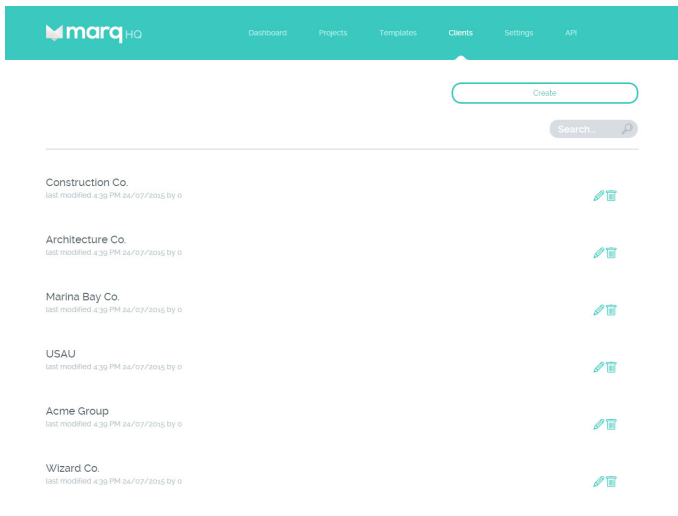 marq HQ
Dashboard Projects Templates Clients Settings API
Create
Search...
Construction Co.
last modified 4:39 PM 24/07/2015 by 0
Architecture Co.
last modified 4:39 PM 24/07/2015 by 0
Marina Bay Co.
last modified 4:39 PM 24/07/2015 by 0
USAU
last modified 4:39 PM 24/07/2015 by 0
Acme Group
last modified 4:39 PM 24/07/2015 by 0
Wizard Co.
last modified 4:39 PM 24/07/2015 by 0